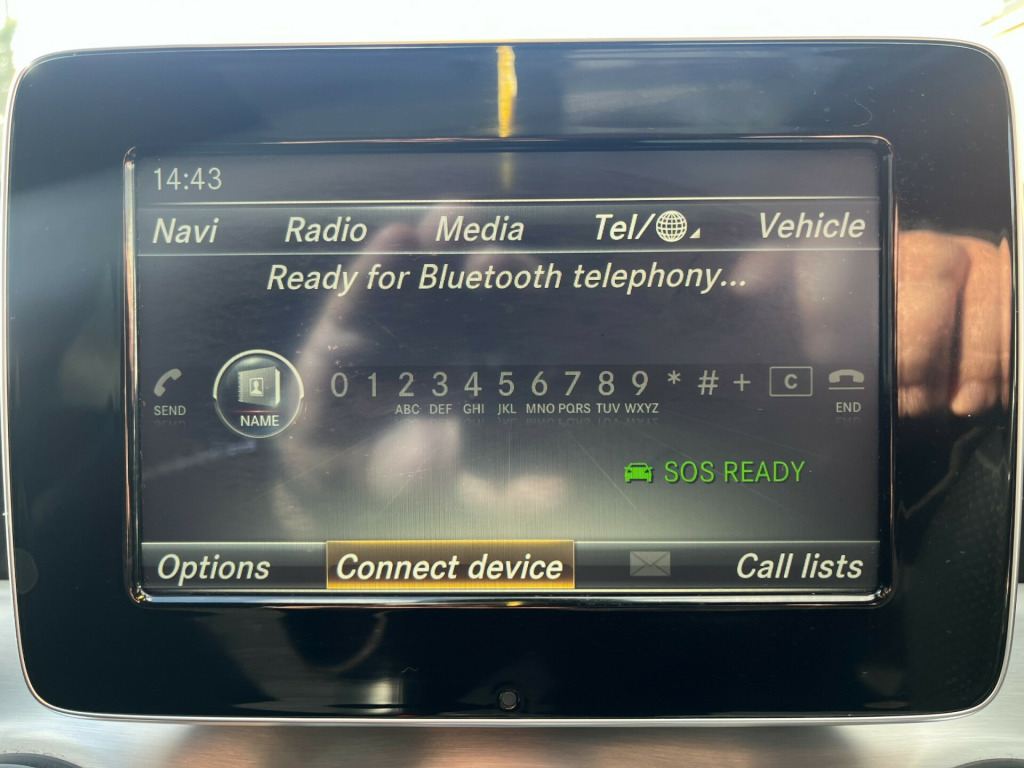 14:43
Navi Radio Media Tel/ Vehicle
Ready for Bluetooth telephony...
0 1 2 3 4 5 6 7 8 9 * # + C
SEND NAME ABC DEF GHI JKL MNO PQRS TUV WXYZ END
SOS READY
Options Connect device Call lists